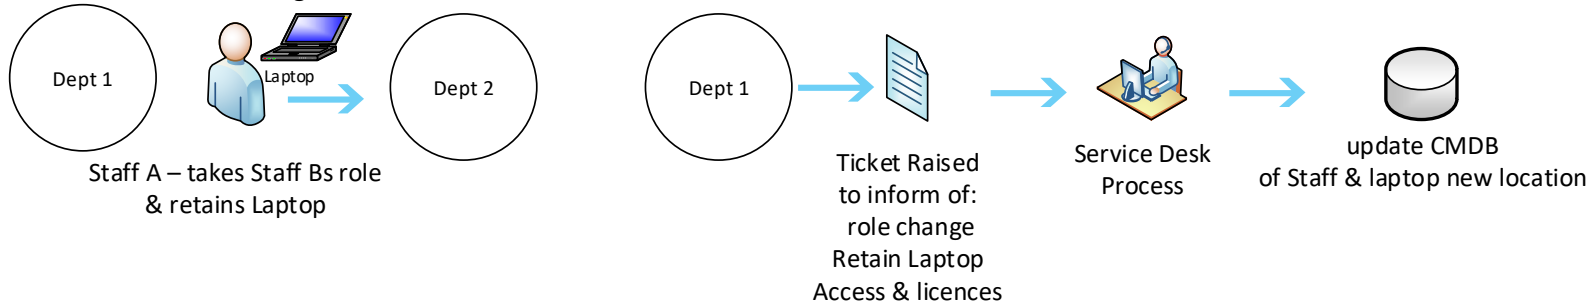 Dept 1
Laptop
Dept 2
Staff A – takes Staff Bs role
& retains Laptop
Dept 1
Ticket Raised
to inform of:
role change
Retain Laptop
Access & licences
Service Desk
Process
update CMDB
of Staff & laptop new location